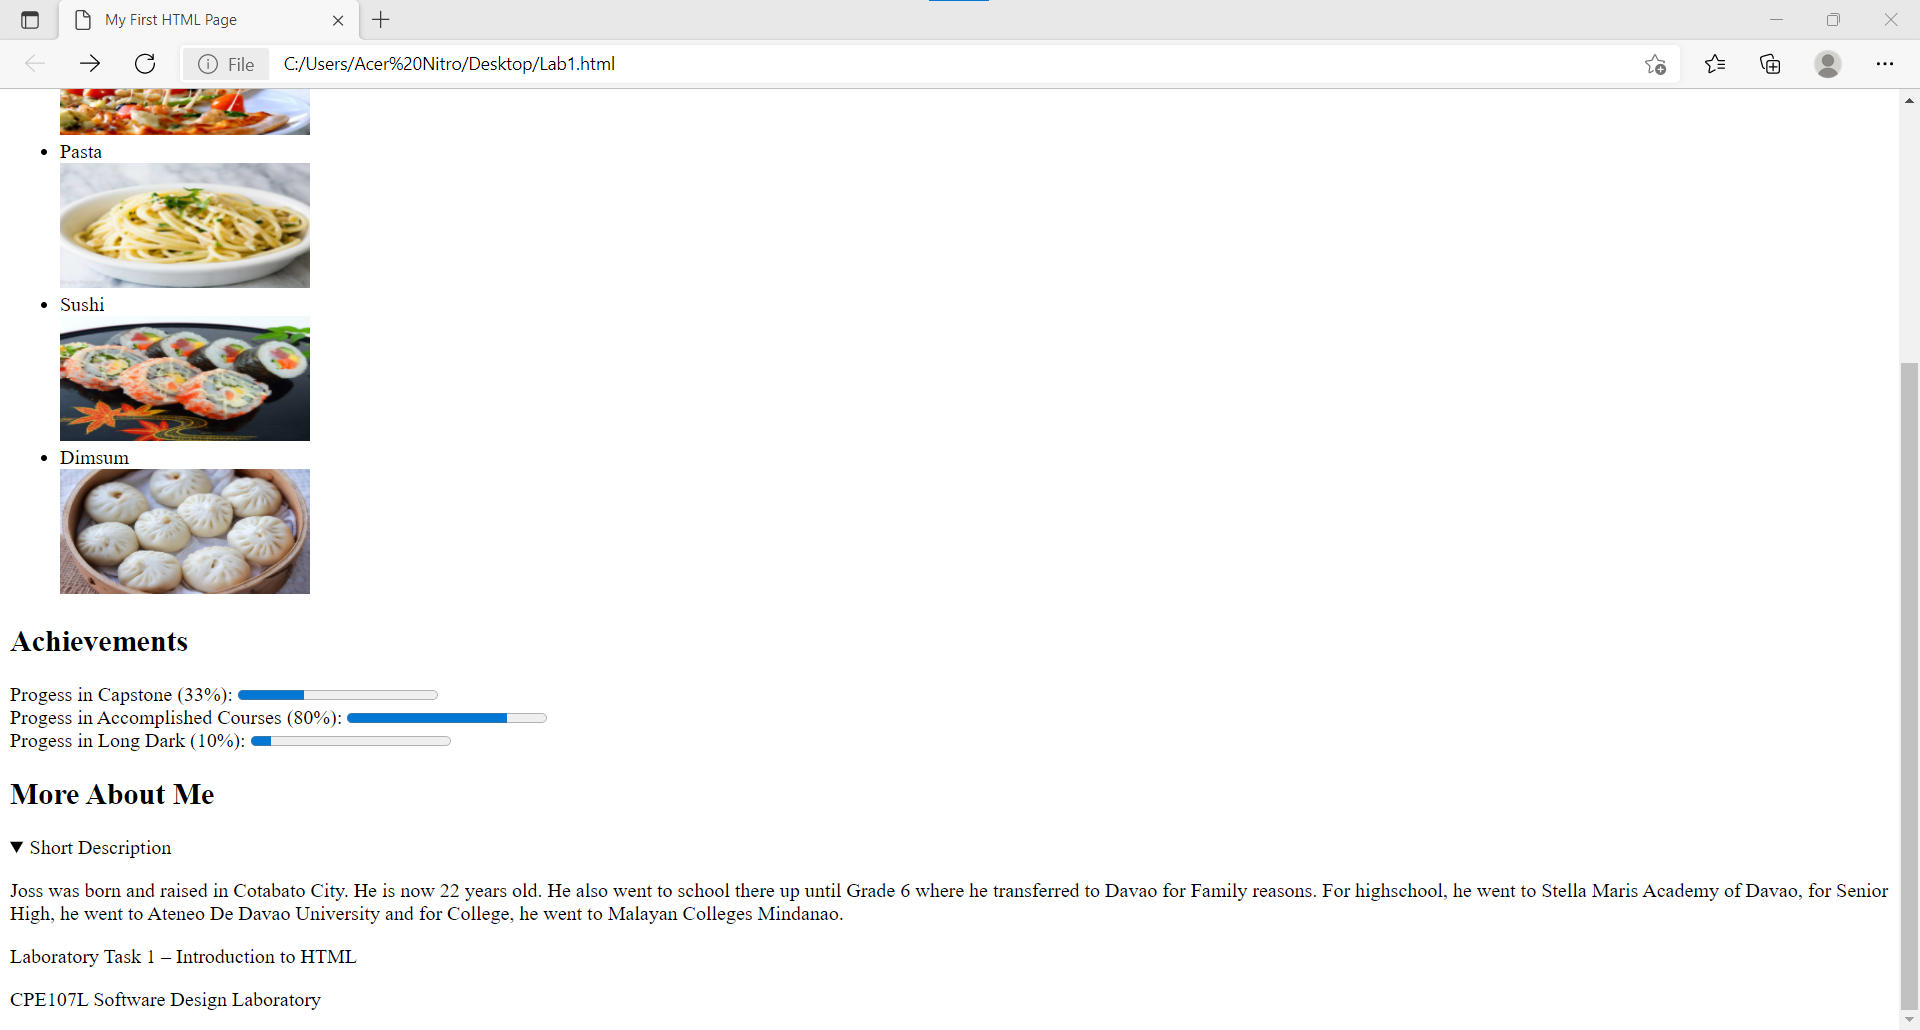 My First HTML Page
File C:/Users/Acer%20Nitro/Desktop/Lab1.html
Pasta
Sushi
Dimsum
Achievements
Progess in Capstone (33%):
Progess in Accomplished Courses (80%):
Progess in Long Dark (10%):
More About Me
▼ Short Description
Joss was born and raised in Cotabato City. He is now 22 years old. He also went to school there up until Grade 6 where he transferred to Davao for Family reasons. For highschool, he went to Stella Maris Academy of Davao, for Senior
High, he went to Ateneo De Davao University and for College, he went to Malayan Colleges Mindanao.
Laboratory Task 1 – Introduction to HTML
CPE107L Software Design Laboratory